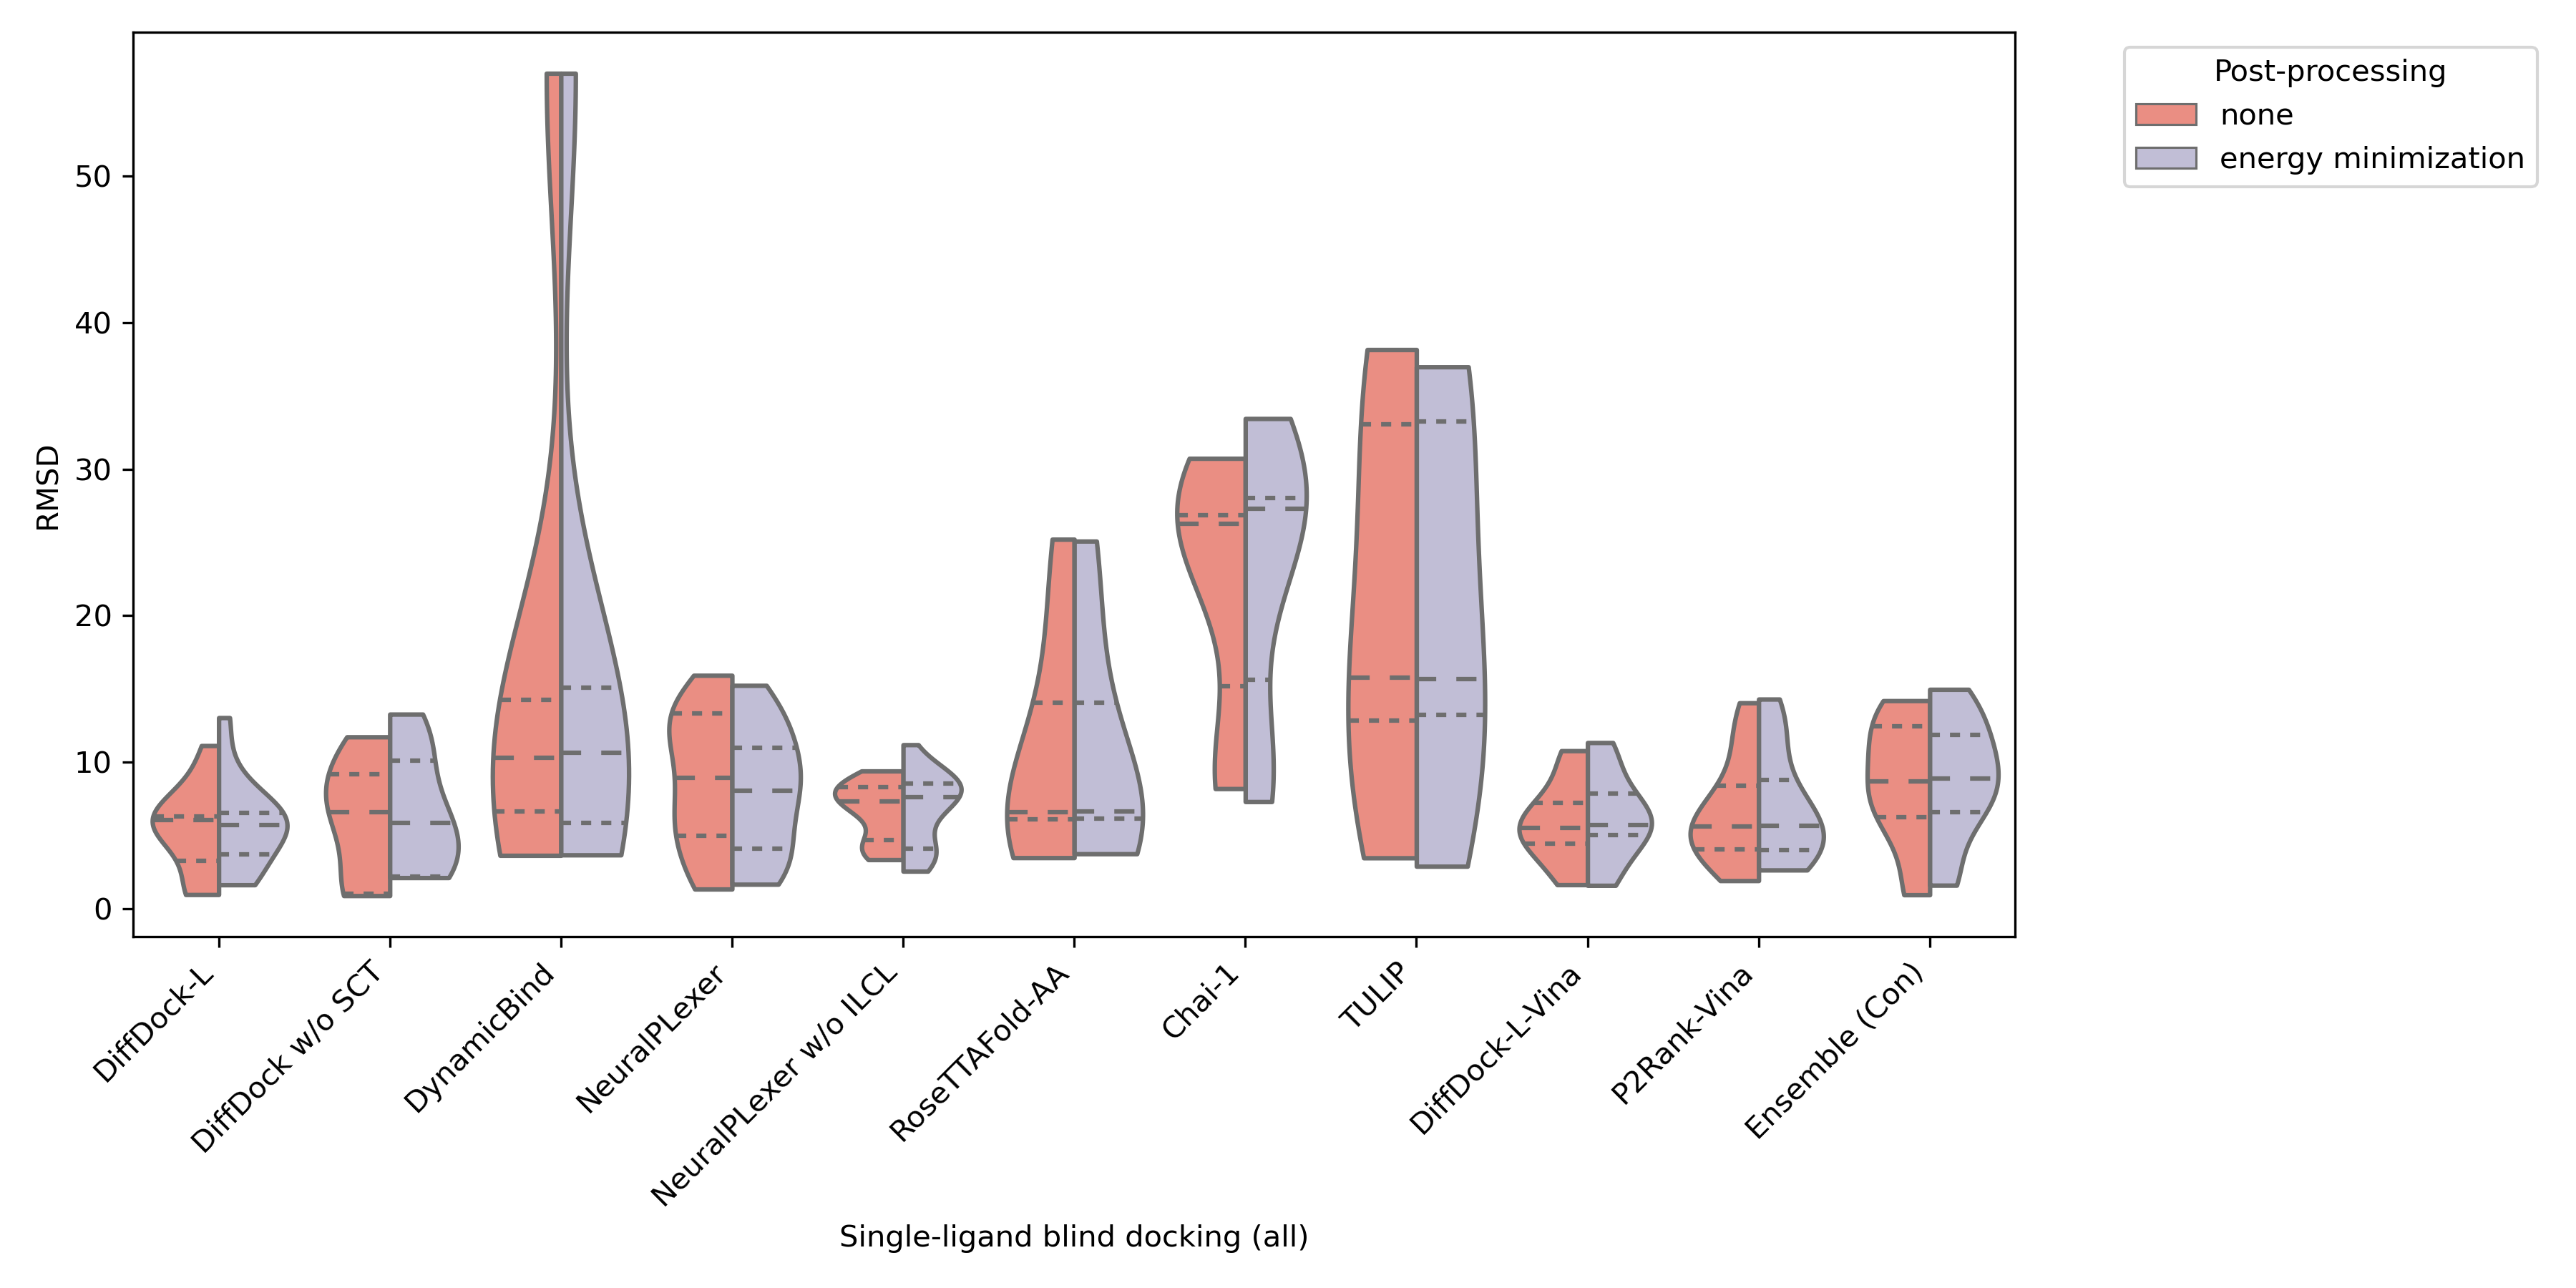 Post-processing
none
energy minimization
RMSD
50
40
30
20
10
0
DiffDock-L
DiffDock w/o SCT
DynamicBind
NeuralPLexer
NeuralPLexer w/o ILCL
RoseTTAFold-AA
Chai-1
TULIP
DiffDock-L-Vina
P2Rank-Vina
Ensemble (Con)
Single-ligand blind docking (all)